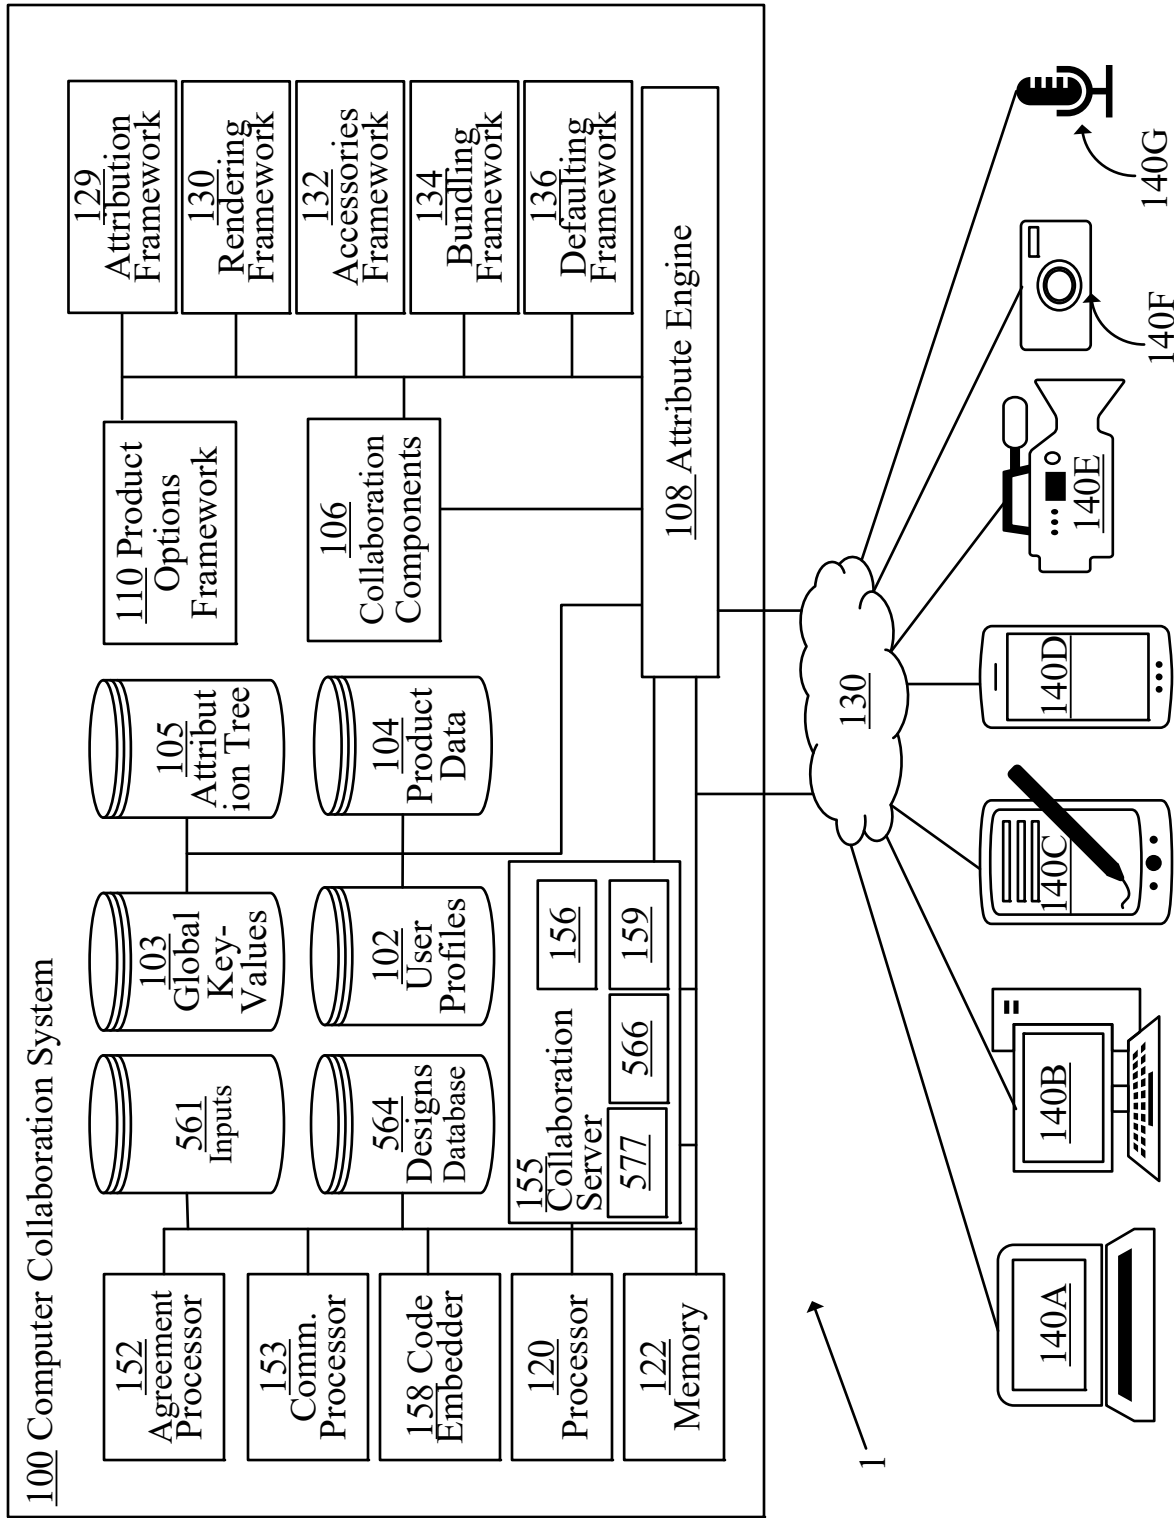 100 Computer Collaboration System
152
Agreement
Processor
153
Comm.
Processor
158 Code
Embedder
120
Processor
122
Memory
561
Inputs
564
Designs
Database
103
Global
Key-
Values
102
User
Profiles
105
Attribut
ion Tree
104
Product
Data
155
Collaboration
Server
156
159
566
577
110 Product
Options
Framework
106
Collaboration
Components
129
Attribution
Framework
130
Rendering
Framework
132
Accessories
Framework
134
Bundling
Framework
136
Defaulting
Framework
108 Attribute Engine
130
1
140A
140B
140C
140D
140E
140F
140G